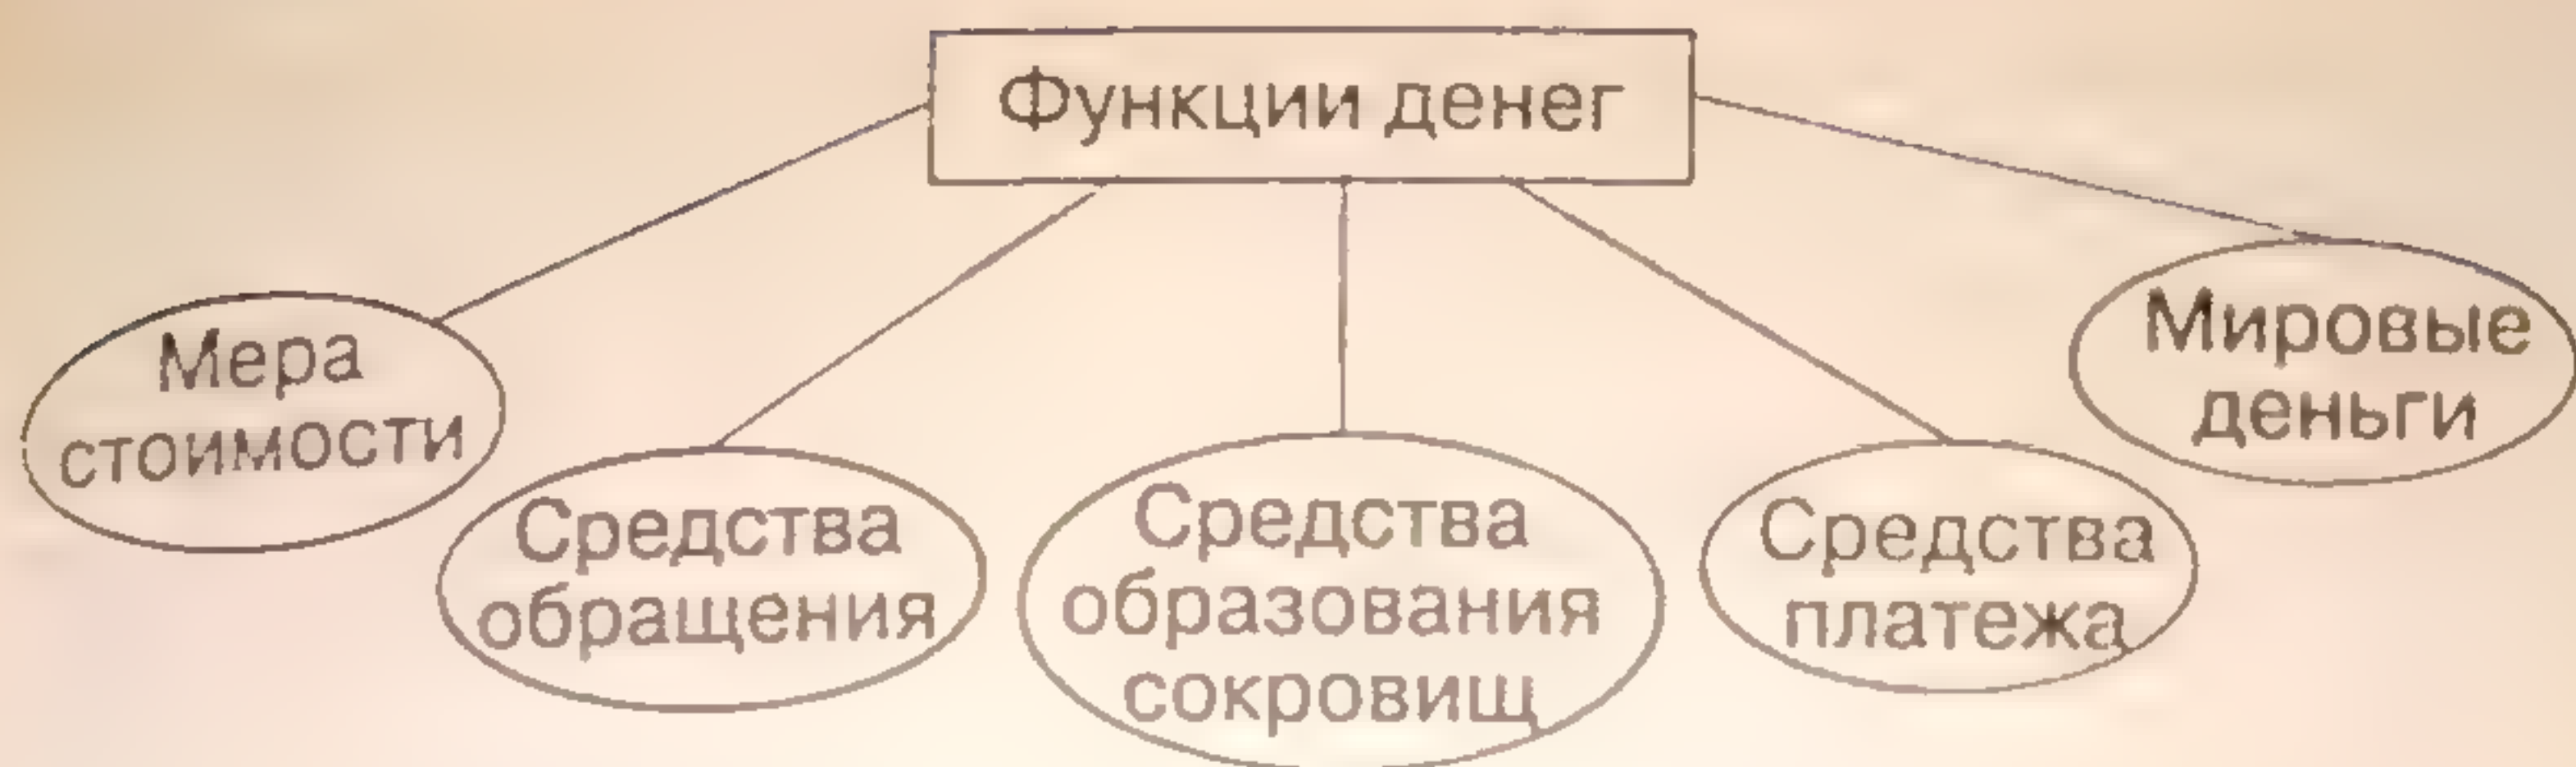 Функции денег
Мера
стоимости
Средства
обращения
Средства
образования
сокровищ
Средства
платежа
Мировые
деньги